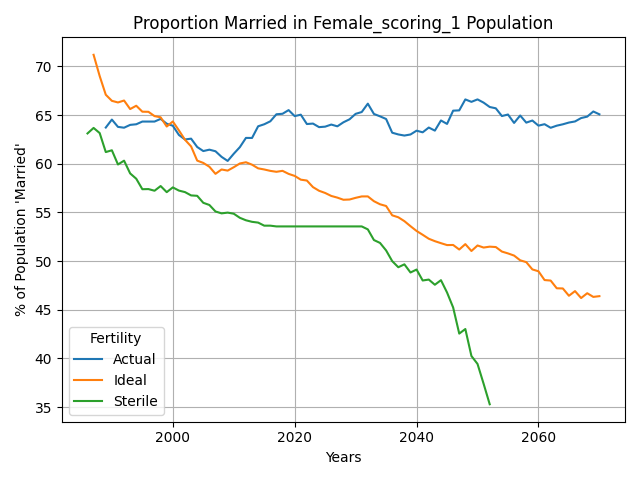 Proportion Married in Female_scoring_1 Population
% of Population 'Married'
70
65
60
55
50
45
40
35
Fertility
Actual
Ideal
Sterile
2000 2020 2040 2060
Years